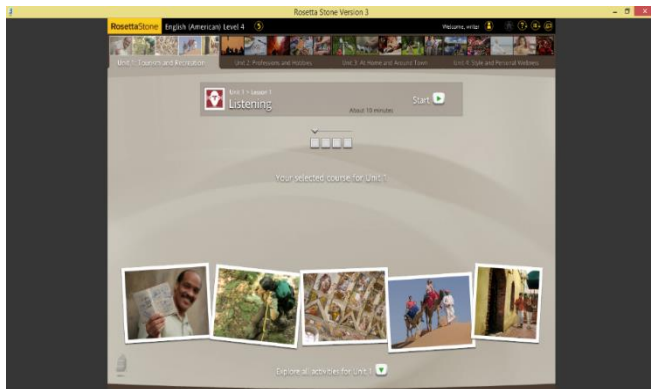 Rosetta Stone Version 3
RosettaStone English (American) Level 4
Welcome, writer
Unit 1: Tourism and Recreation
Unit 2: Professions and Hobbies
Unit 3: At Home and Around Town
Unit 4: Style and Personal Wellness
Unit 1 > Lesson 1
Listening
About 10 minutes
Start
Your selected course for Unit 1
Explore all activities for Unit 1